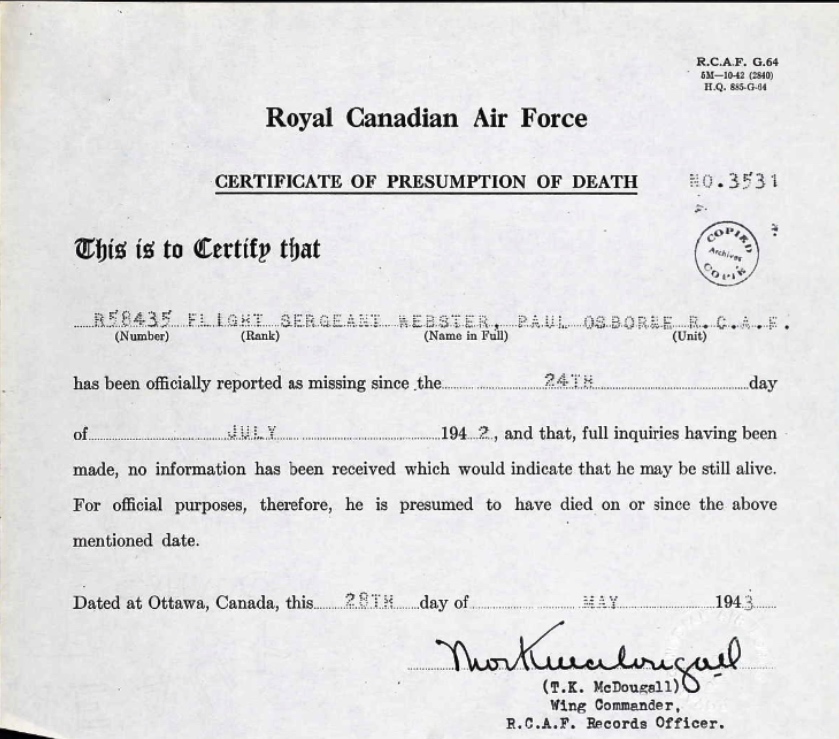 R.C.A.F. G.64
5M—10-42 (2840)
H.Q. 885-G-64
Royal Canadian Air Force
CERTIFICATE OF PRESUMPTION OF DEATH
NO.3531
COPIED
Archives
COPIE
This is to Certify that
R58435 FLIGHT SERGEANT WEBSTER, PAUL OSBORNE R.C.A.F.
(Number) (Rank) (Name in Full) (Unit)
has been officially reported as missing since the 24TH day
of JULY 1942, and that, full inquiries having been
made, no information has been received which would indicate that he may be still alive.
For official purposes, therefore, he is presumed to have died on or since the above
mentioned date.
Dated at Ottawa, Canada, this 28TH day of MAY 1943
(T.K. McDougall)
Wing Commander,
R.C.A.F. Records Officer.